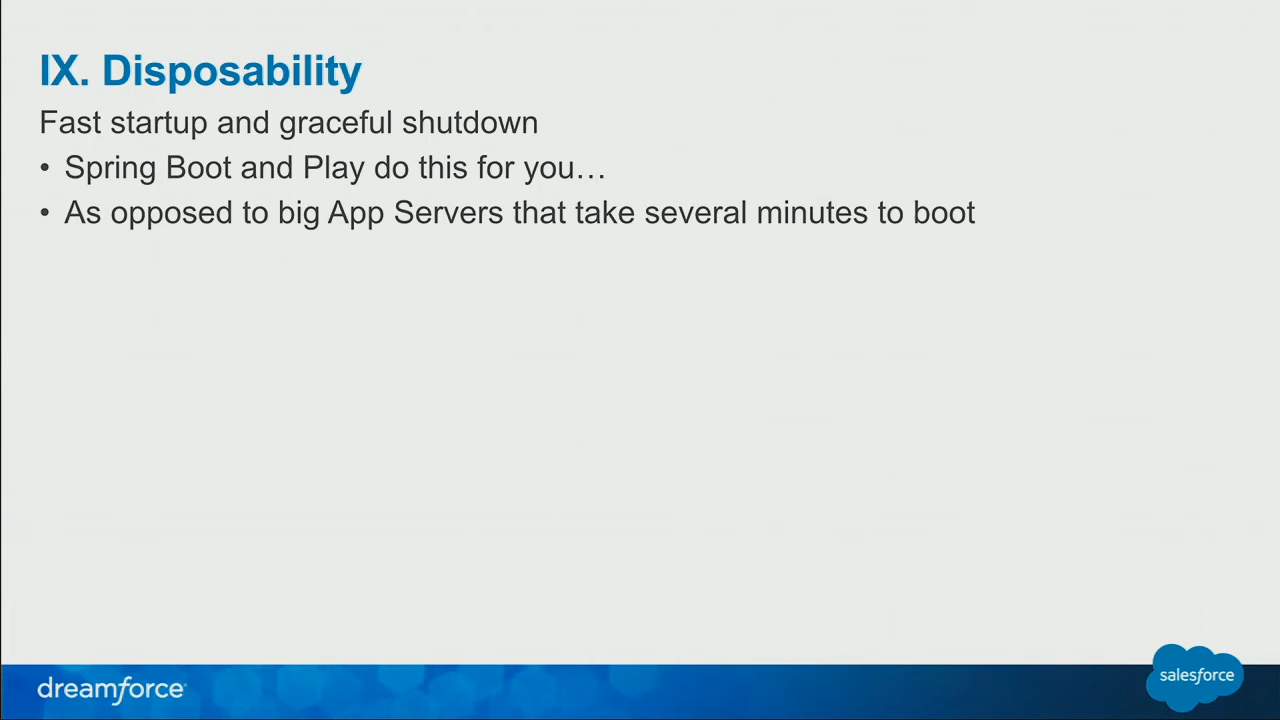 IX. Disposability
Fast startup and graceful shutdown
• Spring Boot and Play do this for you…
• As opposed to big App Servers that take several minutes to boot
dreamforce
salesforce